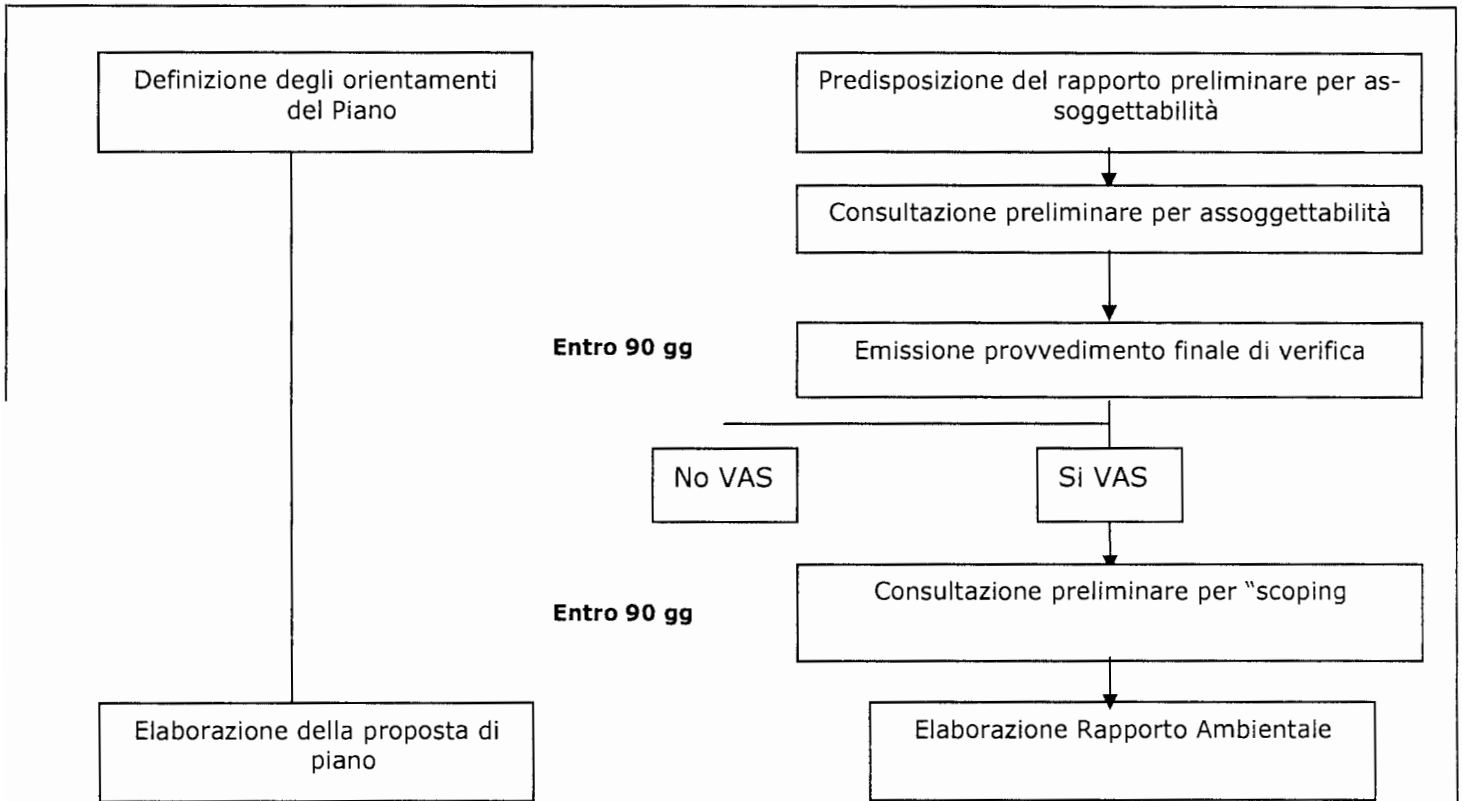 Definizione degli orientamenti
del Piano
Predisposizione del rapporto preliminare per as-
soggettabilità
Consultazione preliminare per assoggettabilità
Entro 90 gg
Emissione provvedimento finale di verifica
No VAS
Si VAS
Consultazione preliminare per “scoping
Entro 90 gg
Elaborazione della proposta di
piano
Elaborazione Rapporto Ambientale